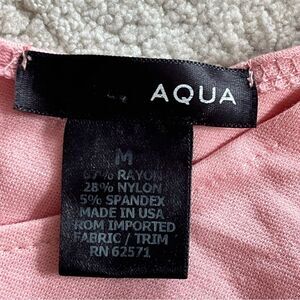 AQUA
M
67% RAYON
28% NYLON
5% SPANDEX
MADE IN USA
ROM IMPORTED
FABRIC / TRIM
RN 62571